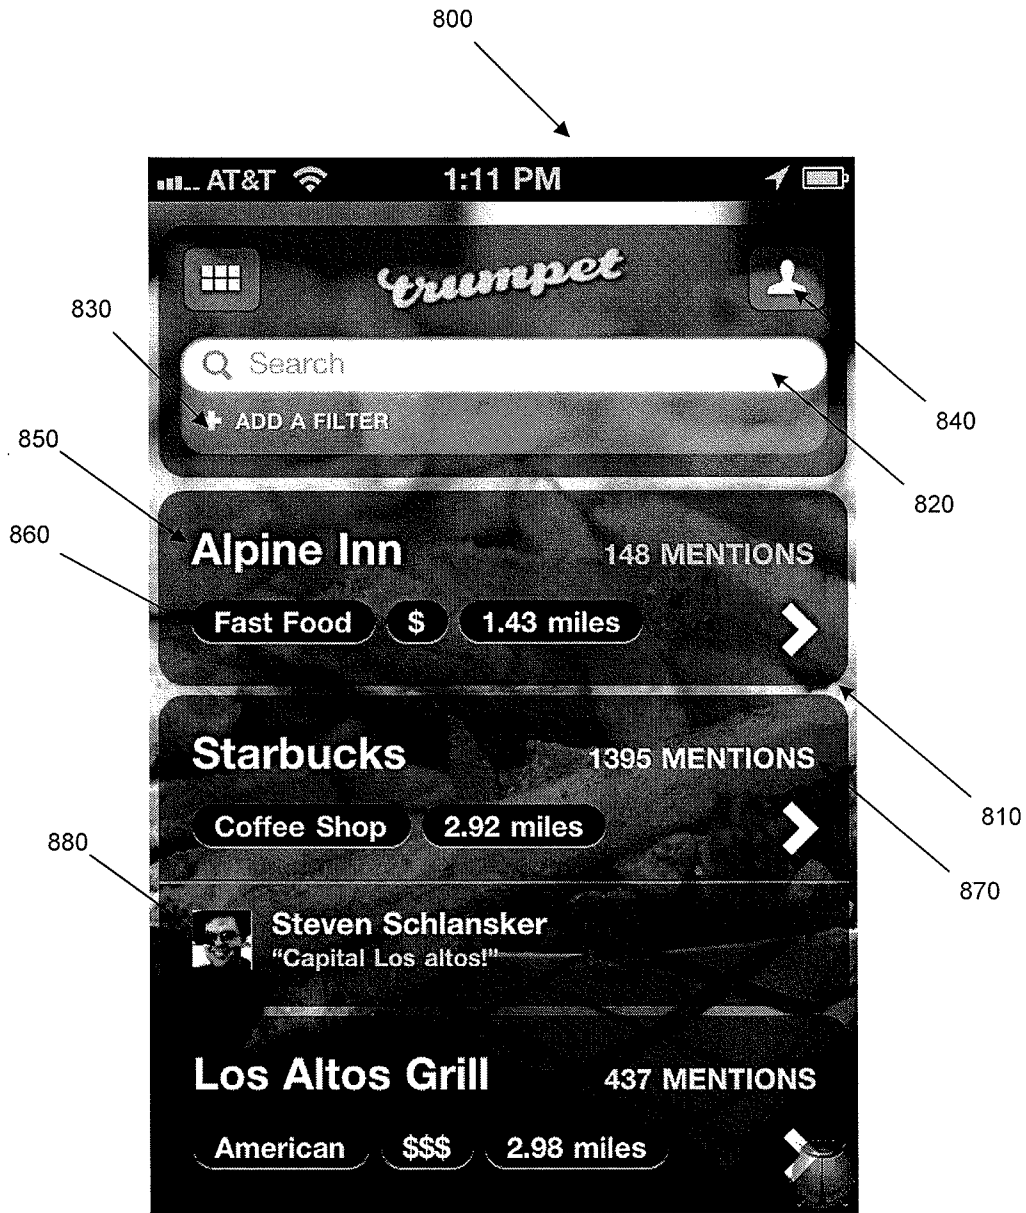 800
AT&T 1:11 PM
trumpet
830
Search
840
ADD A FILTER
850
820
860
Alpine Inn 148 MENTIONS
Fast Food $ 1.43 miles
Starbucks 1395 MENTIONS
810
Coffee Shop 2.92 miles
880
870
Steven Schlansker
“Capital Los altos!”
Los Altos Grill 437 MENTIONS
American $$$ 2.98 miles